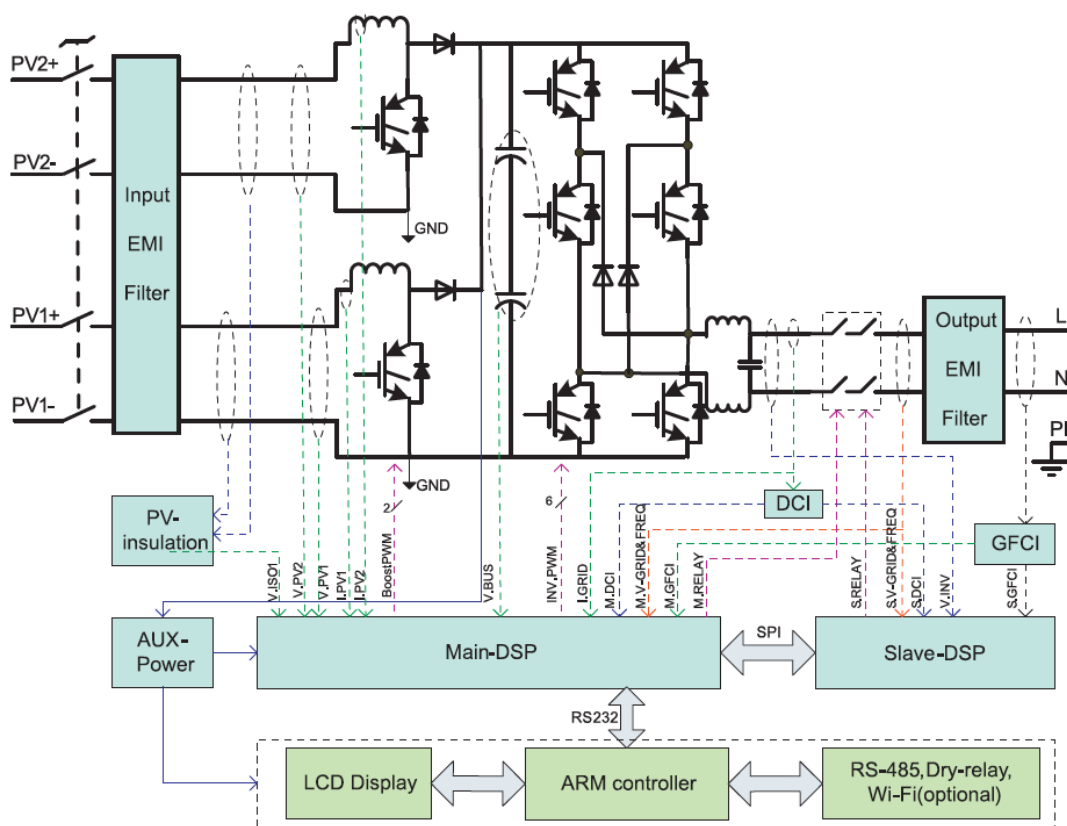 PV2+
PV2-
PV1+
PV1-
Input
EMI
Filter
GND
GND
Output
EMI
Filter
L
N
PE
PV-
insulation
DCI
GFCI
V.ISO1
V.PV2
V.PV1
I.PV1
I.PV2
2
BoostPWM
V.BUS
6
INV.PWM
I.GRID
M.DCI
M.V-GRID&FREQ
M.GFCI
M.RELAY
S.RELAY
S.V-GRID&FREQ
S.DCI
V.INV
S.GFCI
AUX-
Power
Main-DSP
SPI
Slave-DSP
RS232
LCD Display
ARM controller
RS-485,Dry-relay,
Wi-Fi(optional)